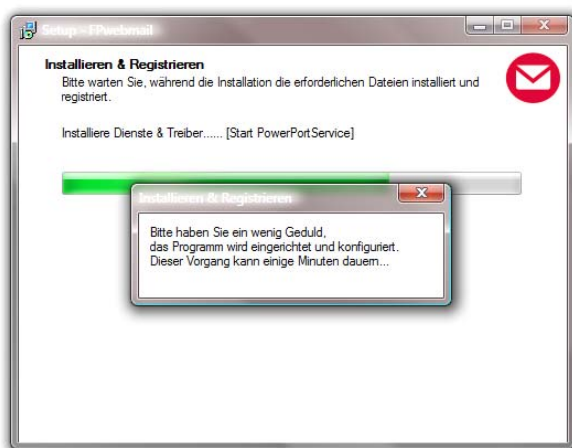 Setup - FPwebmail
Installieren & Registrieren
Bitte warten Sie, während die Installation die erforderlichen Dateien installiert und
registriert.
Installiere Dienste & Treiber...... [Start PowerPortService]
Installieren & Registrieren
Bitte haben Sie ein wenig Geduld,
das Programm wird eingerichtet und konfiguriert.
Dieser Vorgang kann einige Minuten dauern...